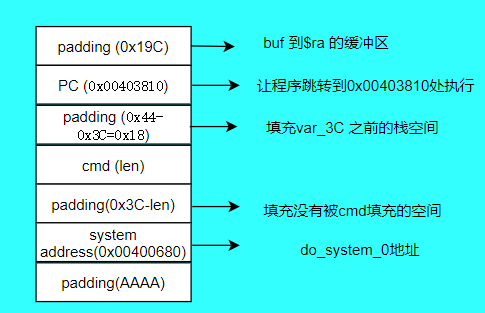 padding (0x19C)
buf 到$ra 的缓冲区
PC (0x00403810)
让程序跳转到0x00403810处执行
padding (0x44-
0x3C=0x18)
填充var_3C 之前的栈空间
cmd (len)
padding(0x3C-len)
填充没有被cmd填充的空间
system
address(0x00400680)
do_system_0地址
padding(AAAA)